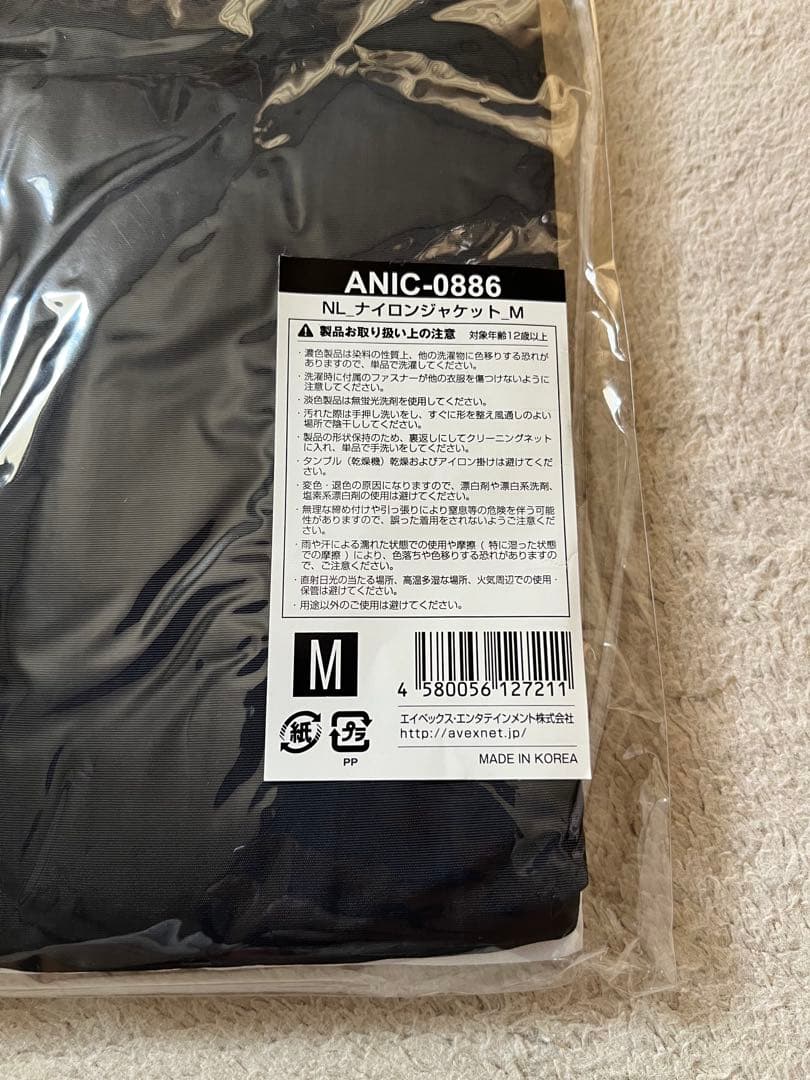 ANIC-0886
NL_ナイロンジャケット_M
製品お取り扱い上の注意 対象年齢12歳以上
・濃色製品は染料の性質上、他の洗濯物に色移りする恐れが
ありますので、単品で洗濯してください。
・洗濯時に付属のファスナーが他の衣服を傷つけないように
注意してください。
・淡色製品は無蛍光洗剤を使用してください。
・汚れた際は手押し洗いをし、すぐに形を整え風通しのよい
場所で陰干ししてください。
・製品の形状保持のため、裏返しにしてクリーニングネット
に入れ、単品で手洗いをしてください。
・タンブル（乾燥機）乾燥およびアイロン掛けは避けてくだ
さい。
・変色・退色の原因になりますので、漂白剤や漂白系洗剤、
塩素系漂白剤の使用は避けてください。
・無理な締め付けや引っ張りにより窒息等の危険を伴う可能
性がありますので、誤った着用をされないようご注意くださ
い。
・雨や汗による濡れた状態での使用や摩擦 ( 特に湿った状態
での摩擦 ) により、色落ちや色移りする恐れがありますの
で、ご注意ください。
・直射日光の当たる場所、高温多湿な場所、火気周辺での使用・
保管は避けてください。
・用途以外のご使用は避けてください。
M
4 580056 127211
紙
プラ
PP
エイベックス・エンタテインメント株式会社
http://avexnet.jp/
MADE IN KOREA